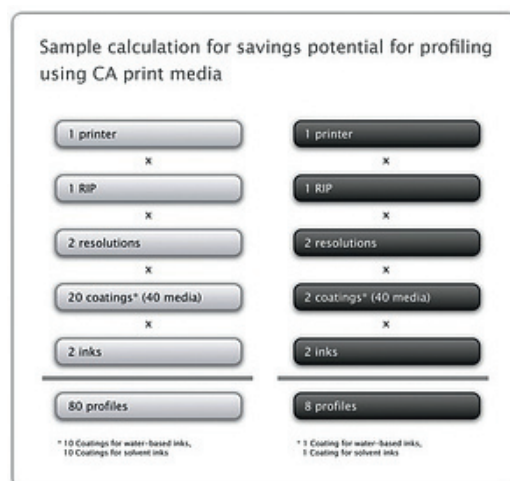 Sample calculation for savings potential for profiling
using CA print media
1 printer
x
1 RIP
x
2 resolutions
x
20 coatings* (40 media)
x
2 inks
80 profiles
* 10 Coatings for water-based inks,
10 Coatings for solvent inks
1 printer
x
1 RIP
x
2 resolutions
x
2 coatings* (40 media)
x
2 inks
8 profiles
* 1 Coating for water-based inks,
1 Coating for solvent inks